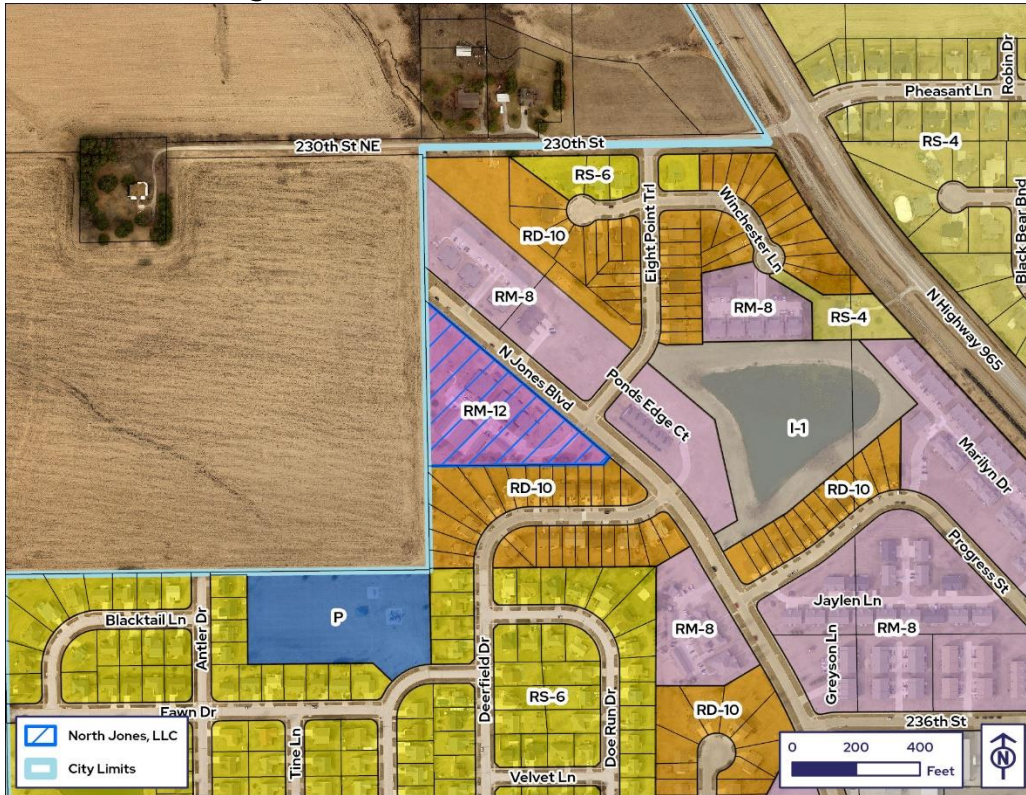 Robin Dr
Pheasant Ln
RS-4
230th St NE
230th St
RS-6
Eight Point Trl
Winchester Ln
Black Bear Bnd
RD-10
RM-8
RM-8
RS-4
N Highway 965
N Jones Blvd
RM-12
Ponds Edge Ct
I-1
Marilyn Dr
RD-10
RD-10
Progress St
Blacktail Ln
Antler Dr
P
Jaylen Ln
RM-8
RM-8
Greyson Ln
Deerfield Dr
RS-6
Doe Run Dr
Fawn Dr
RD-10
236th St
Tine Ln
Velvet Ln
North Jones, LLC
City Limits
0 200 400
Feet
N